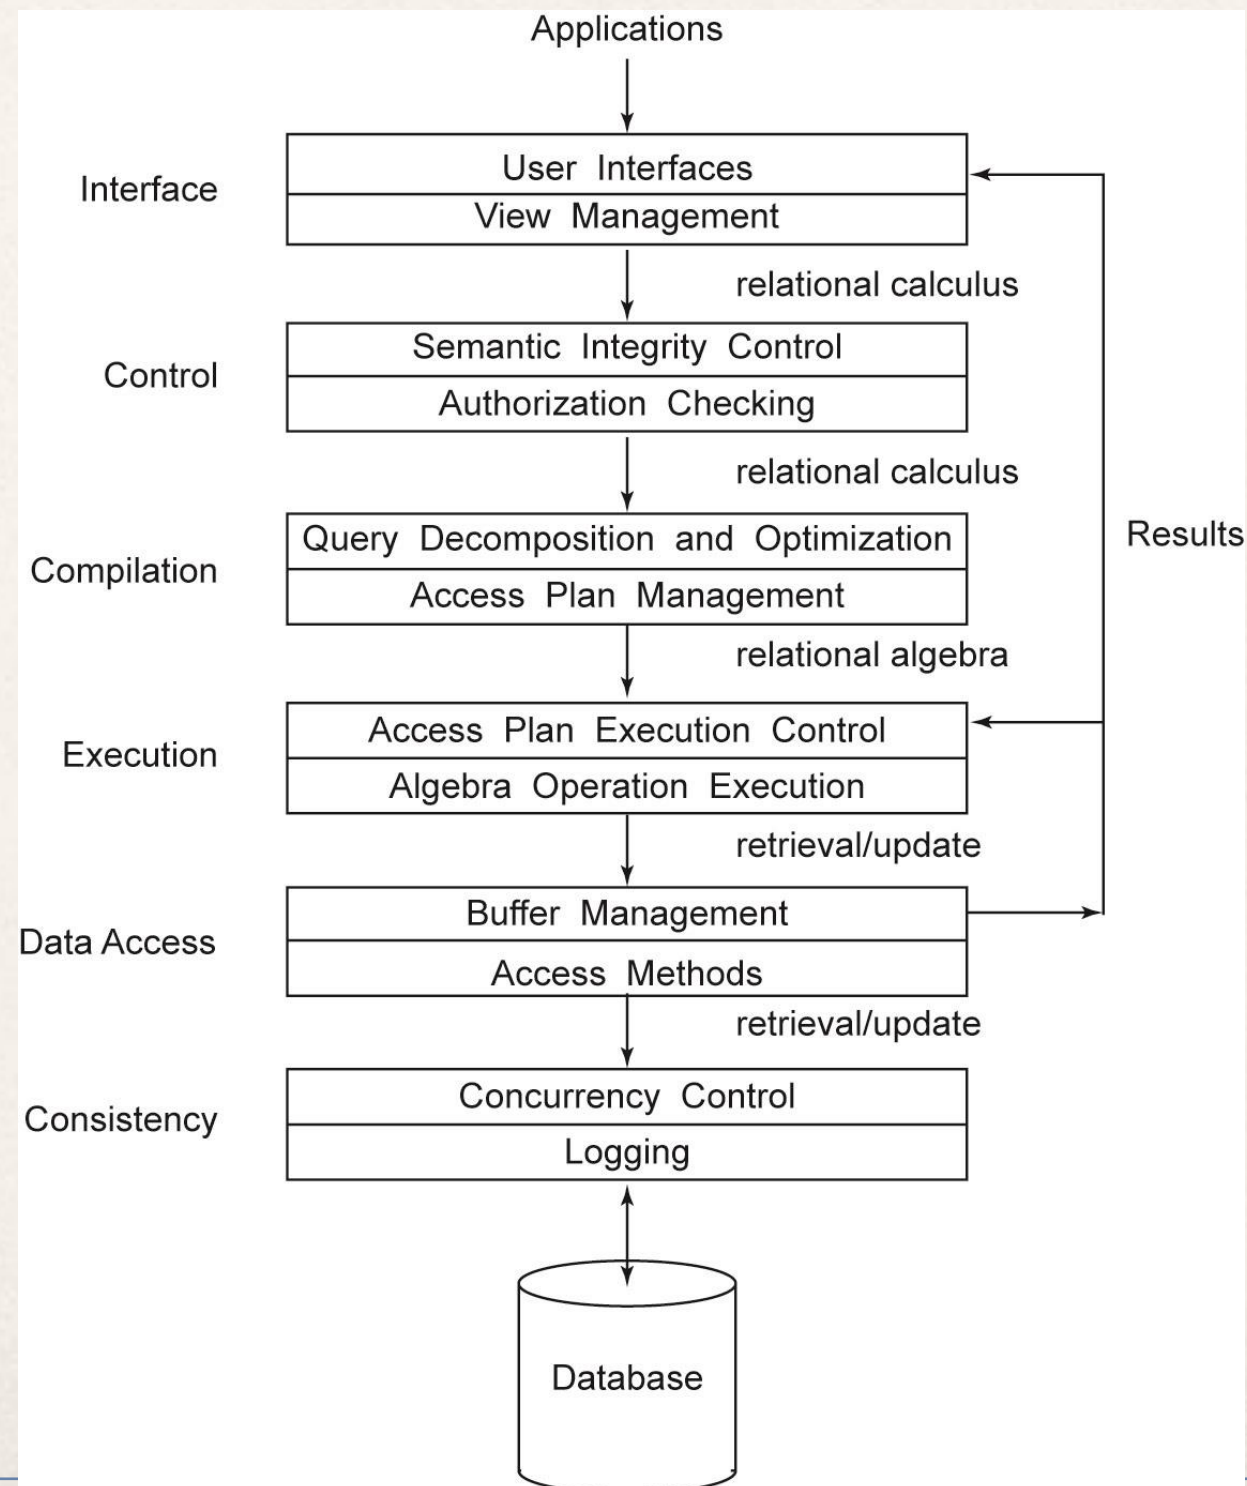 Applications
Interface
User Interfaces
View Management
relational calculus
Control
Semantic Integrity Control
Authorization Checking
relational calculus
Compilation
Query Decomposition and Optimization
Access Plan Management
Results
relational algebra
Execution
Access Plan Execution Control
Algebra Operation Execution
retrieval/update
Data Access
Buffer Management
Access Methods
retrieval/update
Consistency
Concurrency Control
Logging
Database